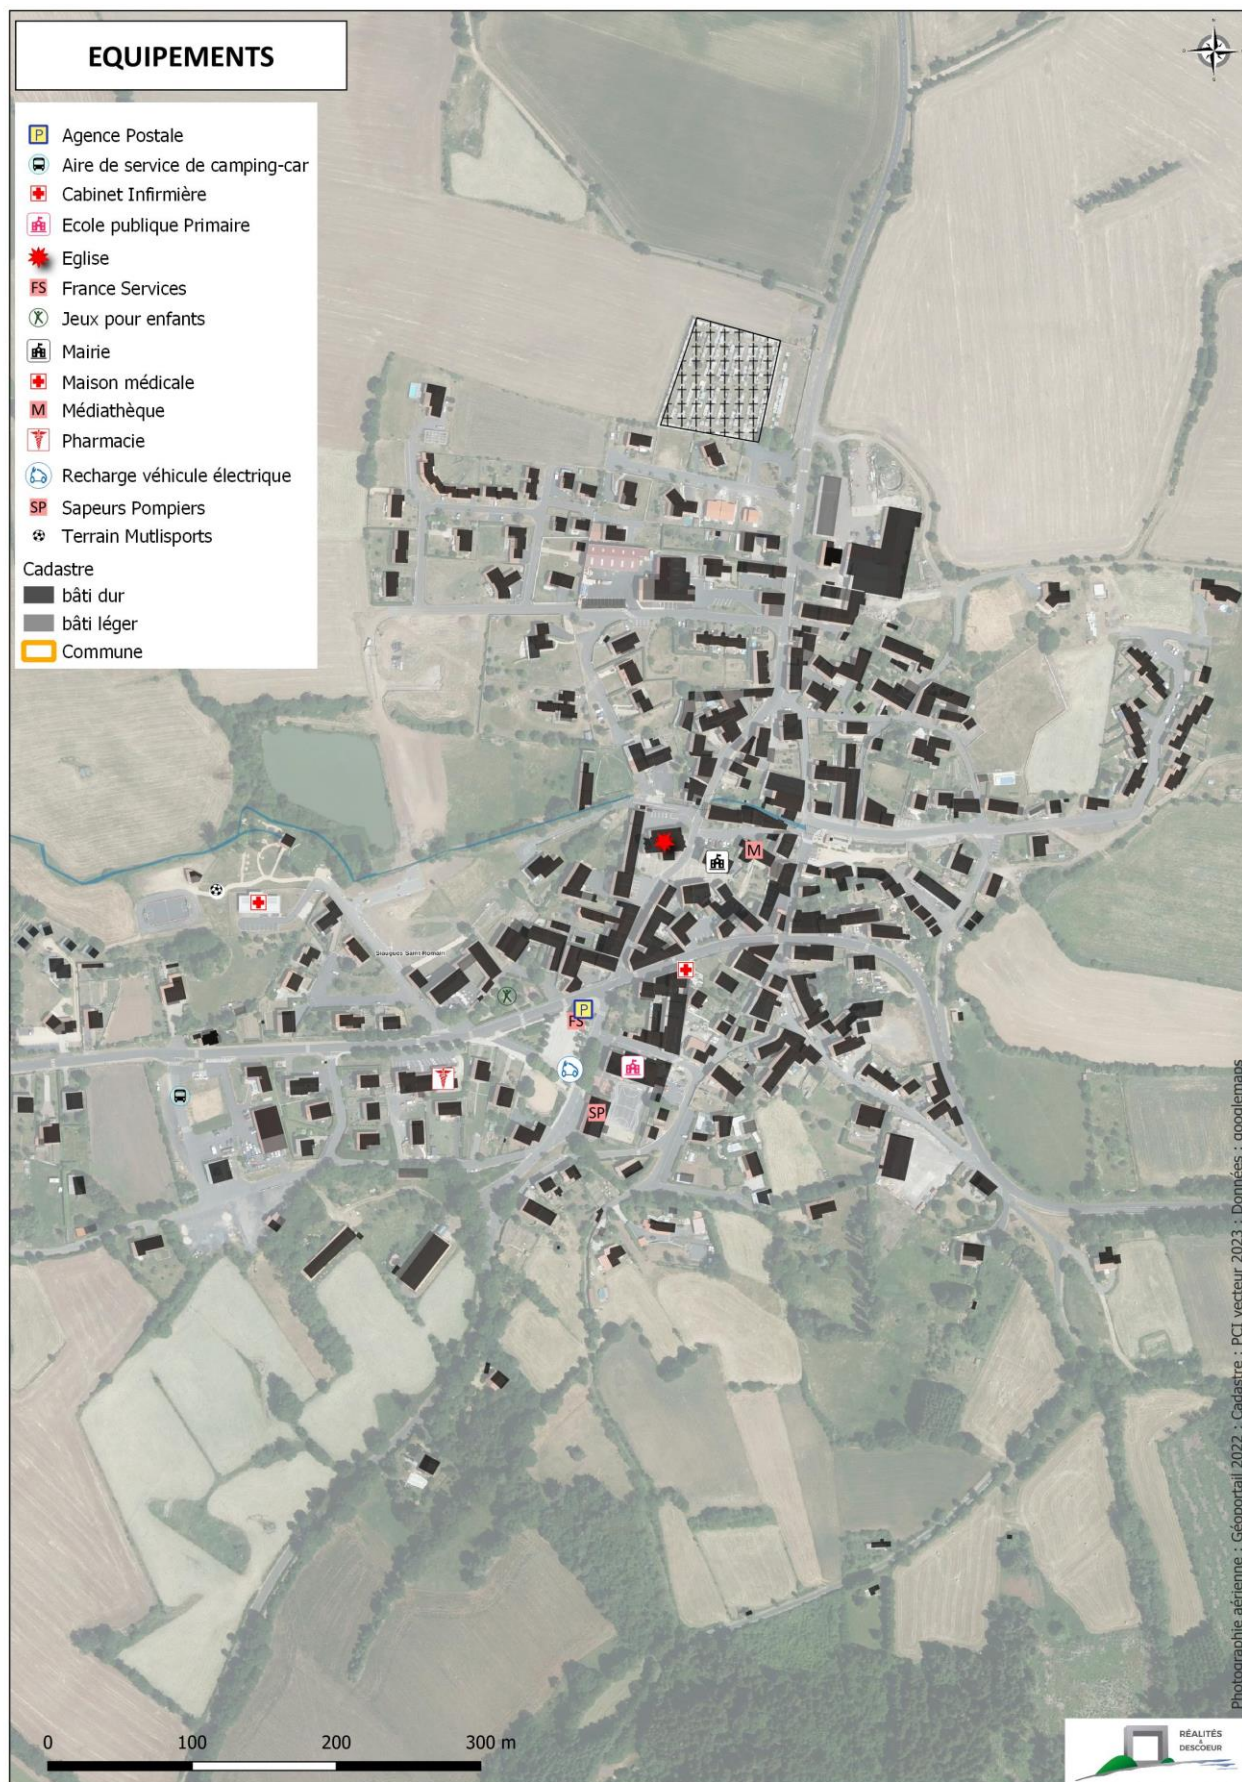 EQUIPEMENTS
P Agence Postale
Aire de service de camping-car
Cabinet Infirmière
Ecole publique Primaire
Eglise
FS France Services
Jeux pour enfants
Mairie
Maison médicale
M Médiathèque
Pharmacie
Recharge véhicule électrique
SP Sapeurs Pompiers
Terrain Mutlisports
Cadastre
bâti dur
bâti léger
Commune
M
Siaugues Saint-Romain
P
FS
SP
Photographie aérienne : Géoportail 2022 ; Cadastre : PCI vecteur 2023 ; Données : googlemaps
0 100 200 300 m
RÉALITÉS
&
DESCOEUR